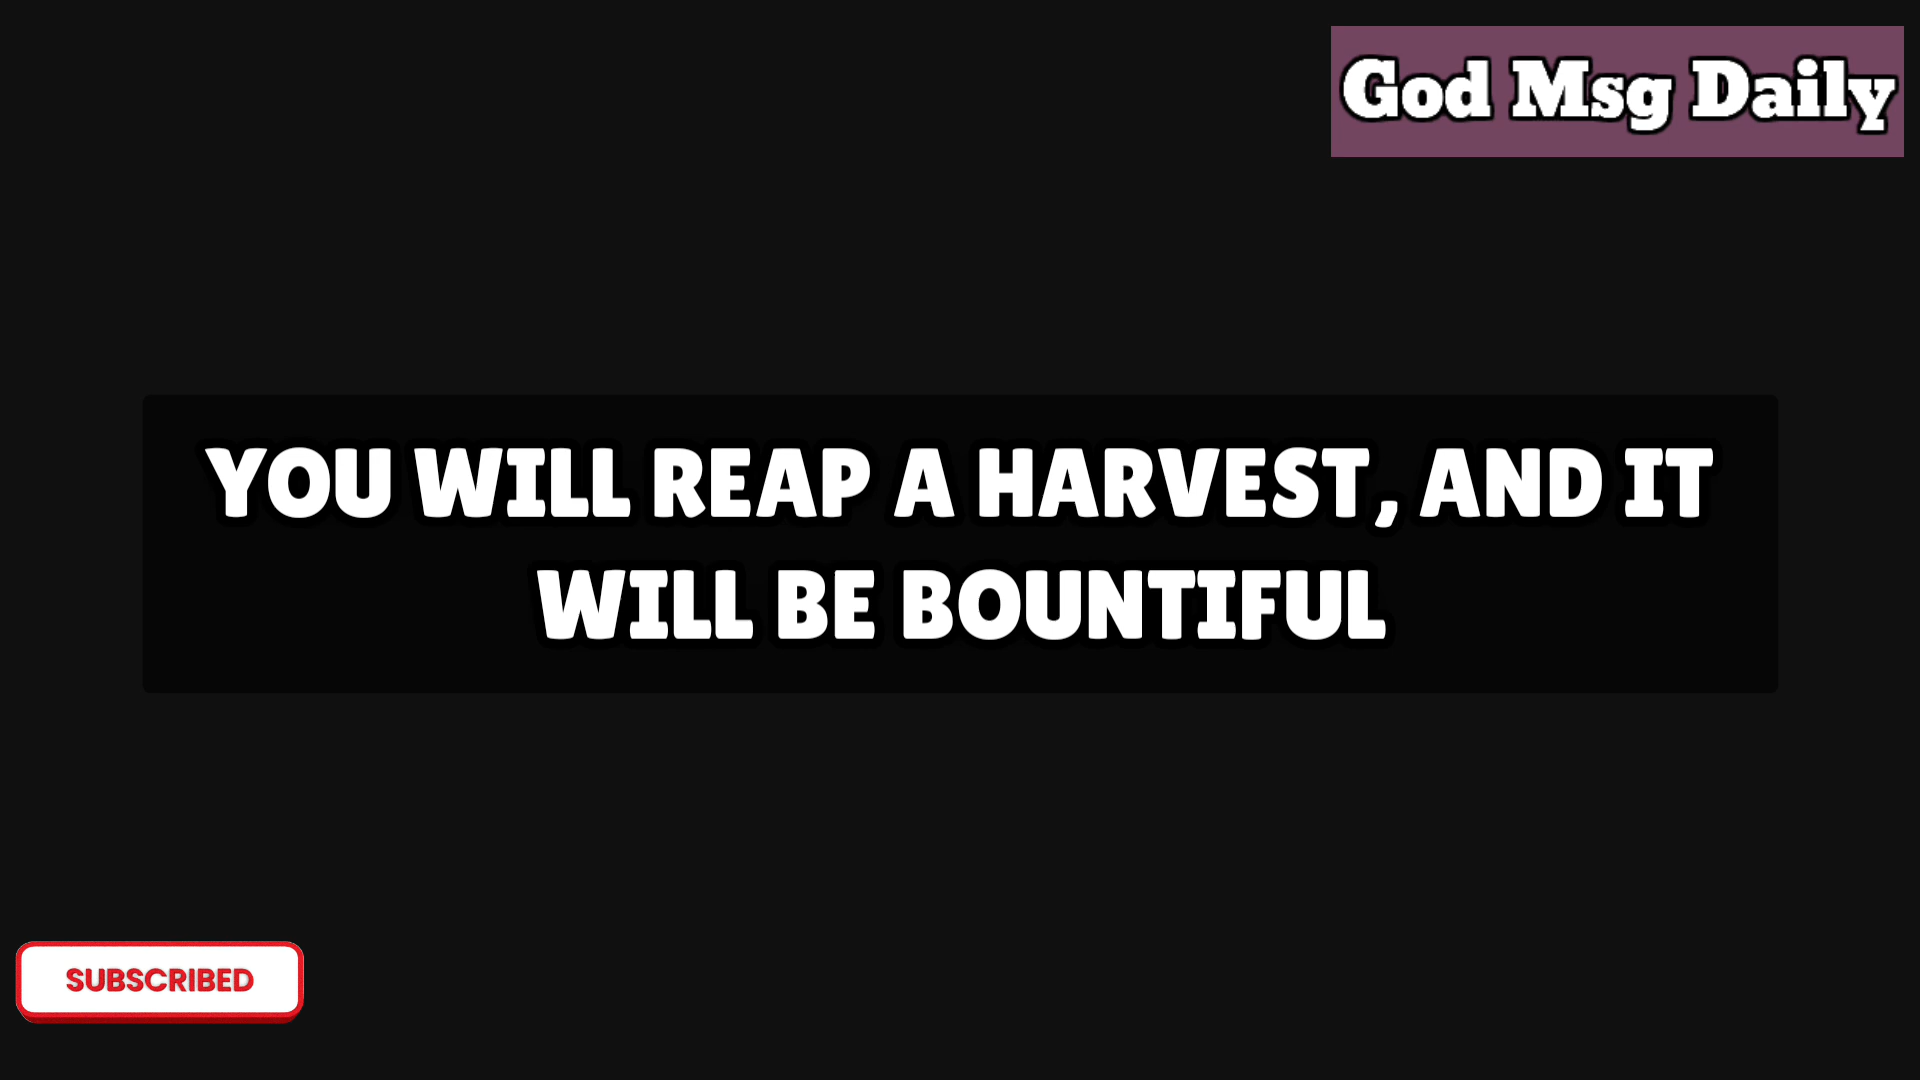 God Msg Daily
YOU WILL REAP A HARVEST, AND IT
WILL BE BOUNTIFUL
SUBSCRIBED